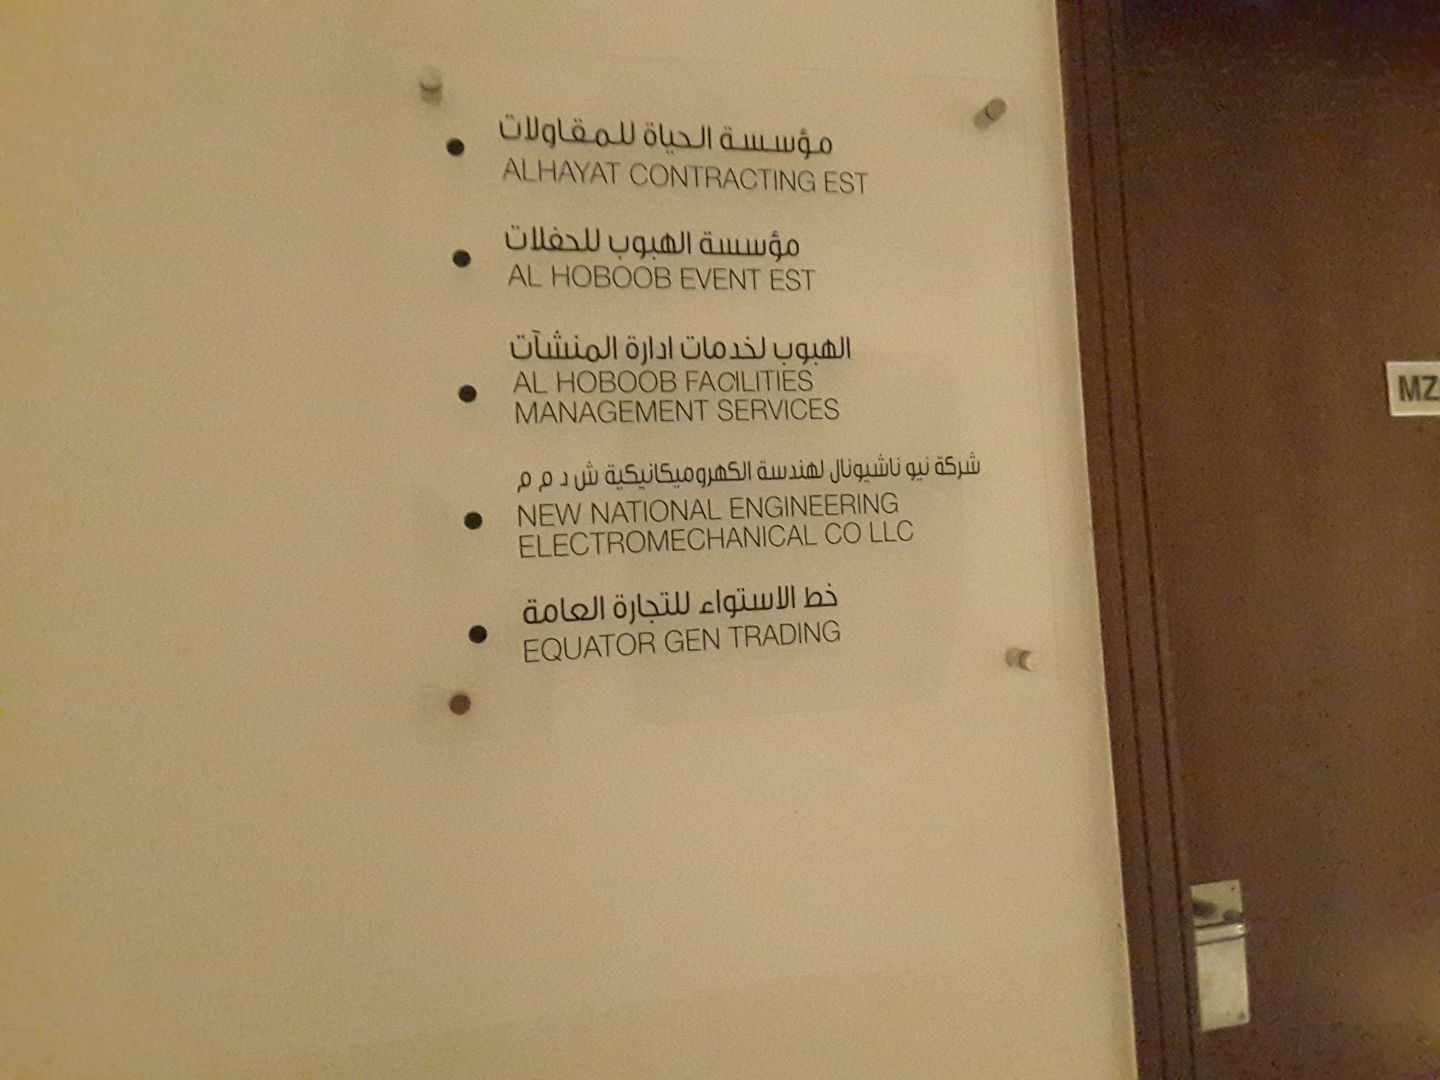 مؤسسة الحياة للمقاولات
ALHAYAT CONTRACTING EST
مؤسسة الهبوب للحفلات
AL HOBOOB EVENT EST
الهبوب لخدمات ادارة المنشآت
AL HOBOOB FACILITIES
MANAGEMENT SERVICES
شركة نيو ناشيونال لهندسة الكهروميكانيكية ش د م م
NEW NATIONAL ENGINEERING
ELECTROMECHANICAL CO LLC
خط الاستواء للتجارة العامة
EQUATOR GEN TRADING